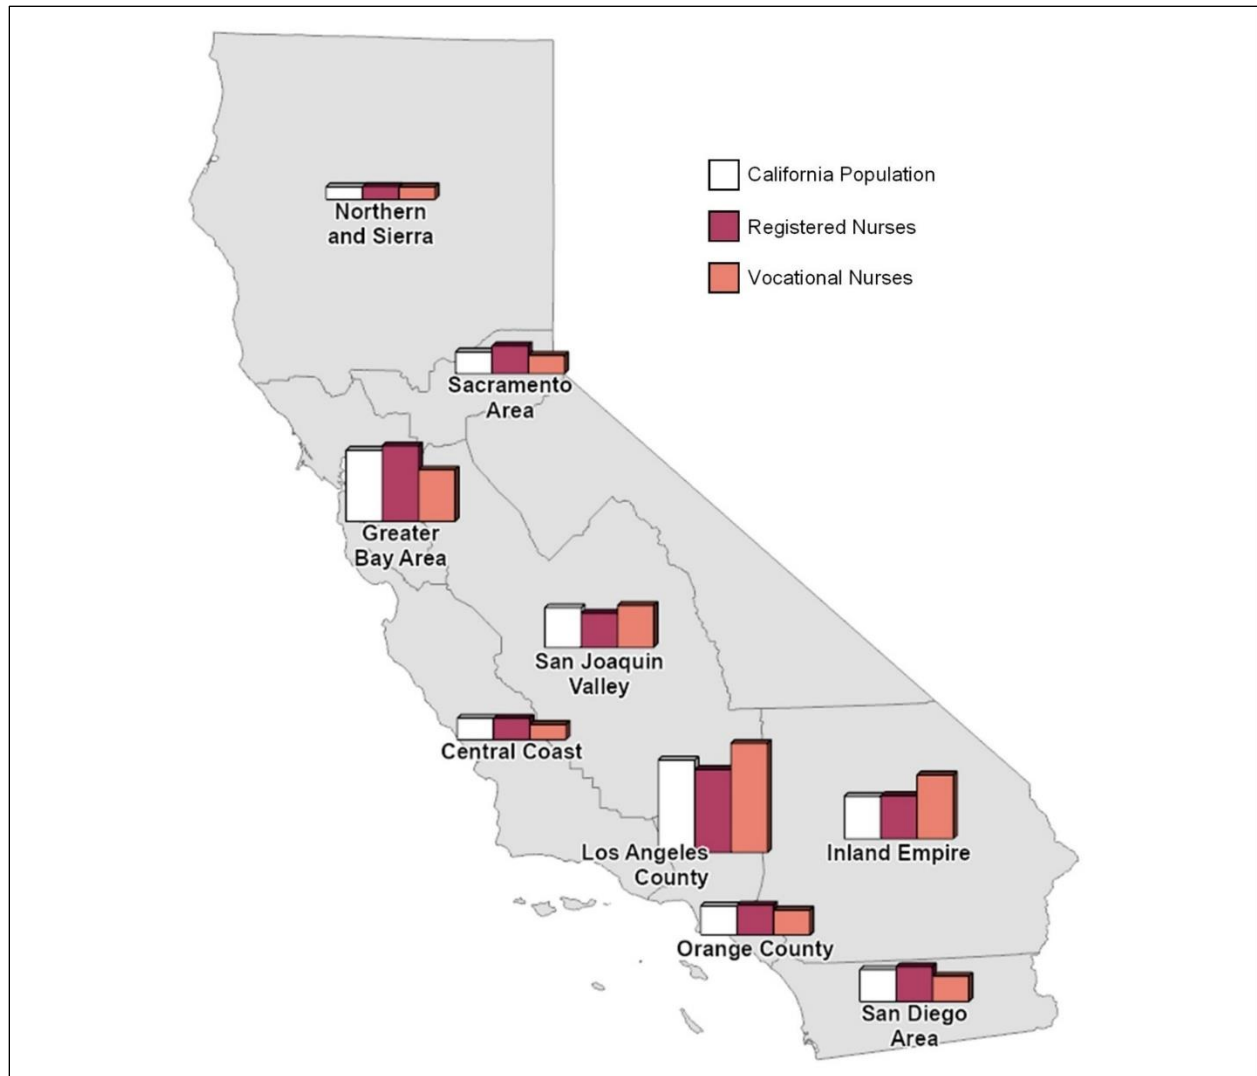 California Population
Registered Nurses
Vocational Nurses
Northern
and Sierra
Sacramento
Area
Greater
Bay Area
San Joaquin
Valley
Central Coast
Los Angeles
County
Inland Empire
Orange County
San Diego
Area